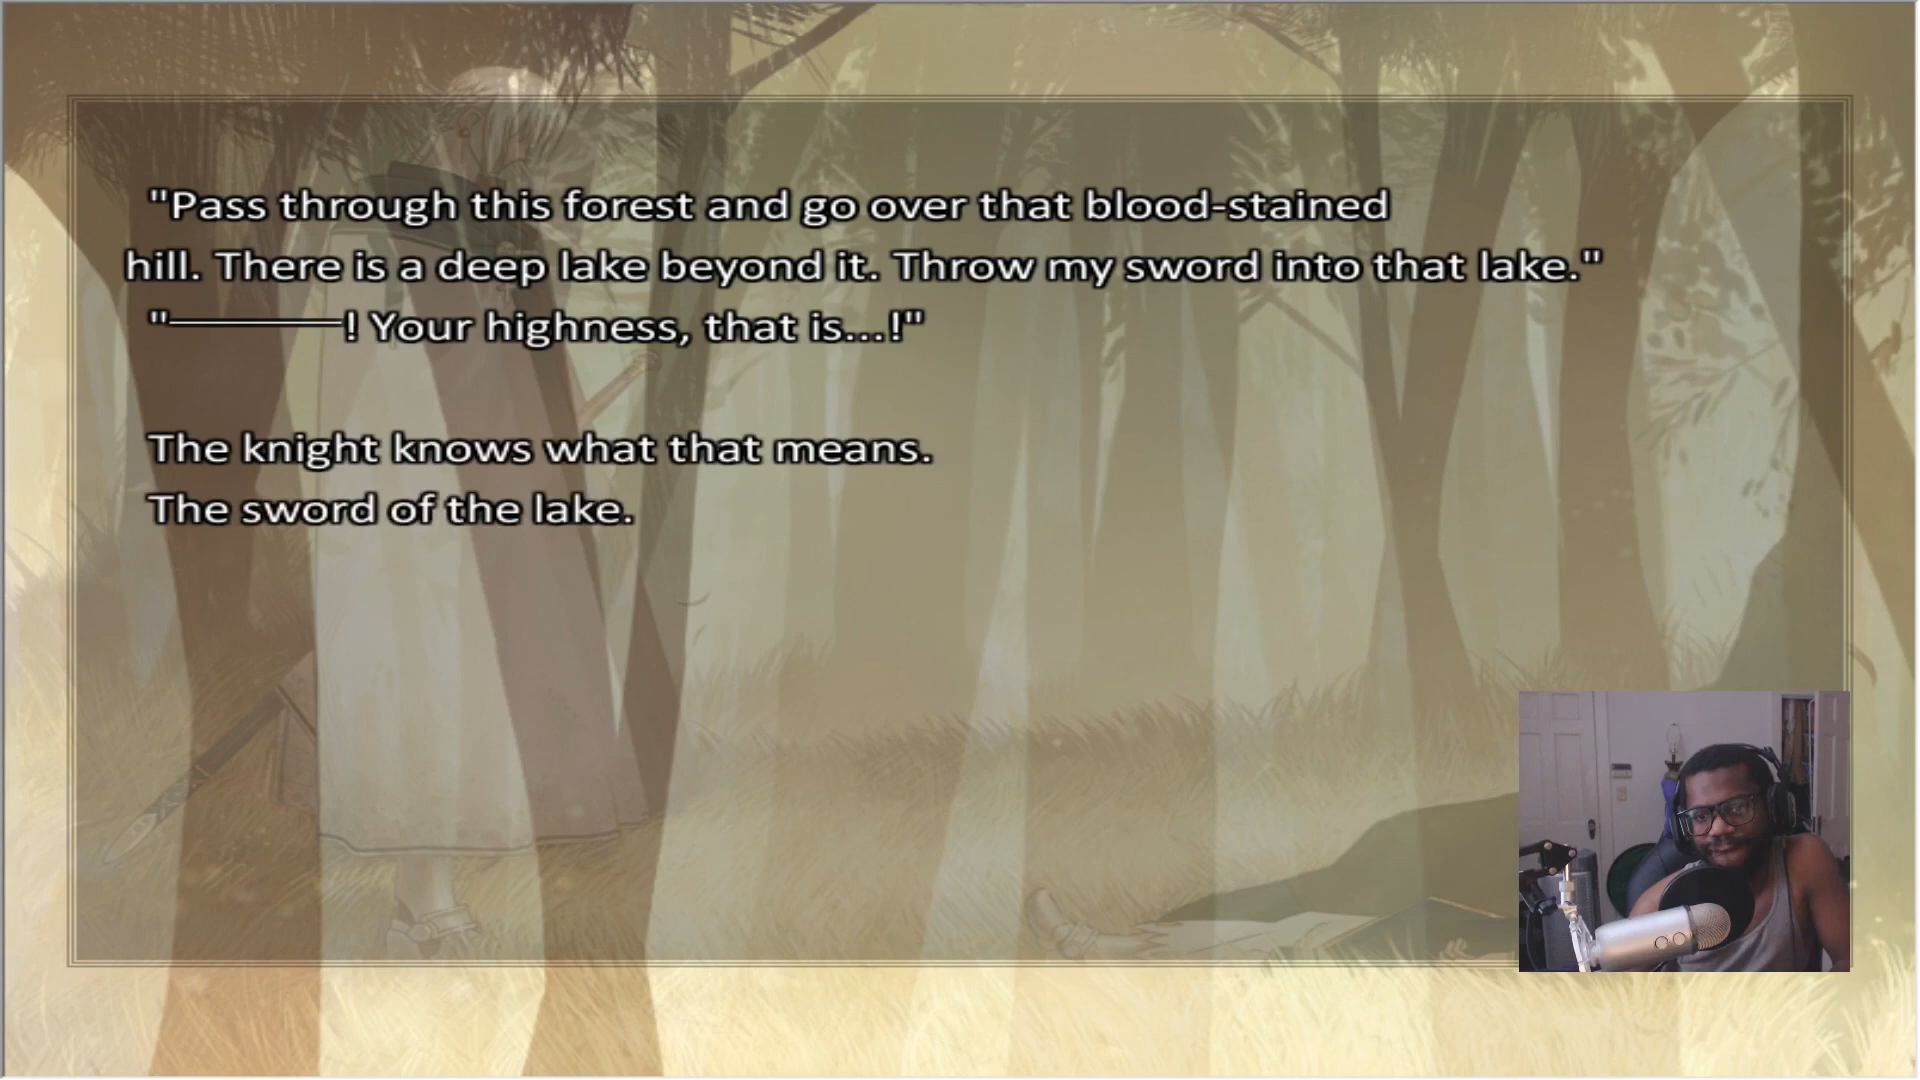 "Pass through this forest and go over that blood-stained
hill. There is a deep lake beyond it. Throw my sword into that lake."
"―――――! Your highness, that is...!"
The knight knows what that means.
The sword of the lake.